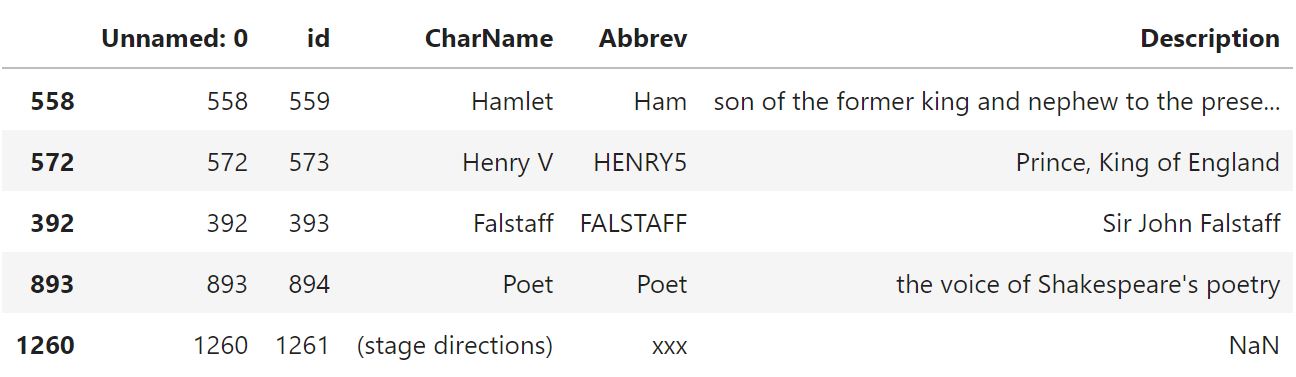 Unnamed: 0 id CharName Abbrev Description
558 558 559 Hamlet Ham son of the former king and nephew to the prese...
572 572 573 Henry V HENRY5 Prince, King of England
392 392 393 Falstaff FALSTAFF Sir John Falstaff
893 893 894 Poet Poet the voice of Shakespeare's poetry
1260 1260 1261 (stage directions) xxx NaN